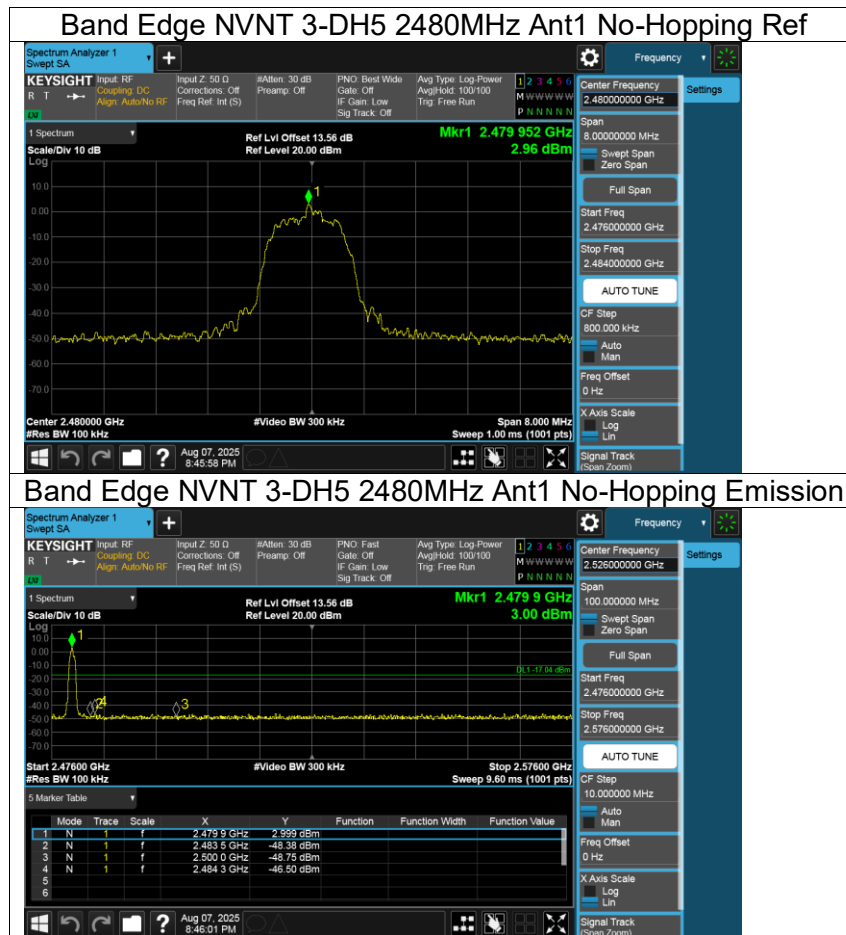 Band Edge NVNT 3-DH5 2480MHz Ant1 No-Hopping Ref
Spectrum Analyzer 1
Swept SA
Frequency
KEYSIGHT
R T
Input: RF
Coupling: DC
Align: Auto/No RF
Input Z: 50 Ω
Corrections: Off
Freq Ref: Int (S)
#Atten: 30 dB
Preamp: Off
PNO: Best Wide
Gate: Off
IF Gain: Low
Sig Track: Off
Avg Type: Log-Power
Avg|Hold: 100/100
Trig: Free Run
1 2 3 4 5 6
M W W W W W
P N N N N N
Center Frequency
2.480000000 GHz
Settings
Span
8.00000000 MHz
Swept Span
Zero Span
Full Span
Start Freq
2.476000000 GHz
Stop Freq
2.484000000 GHz
AUTO TUNE
CF Step
800.000 kHz
Auto
Man
Freq Offset
0 Hz
X Axis Scale
Log
Lin
Signal Track
(Span Zoom)
1 Spectrum
Scale/Div 10 dB
Log
Ref Lvl Offset 13.56 dB
Ref Level 20.00 dBm
Mkr1 2.479 952 GHz
2.96 dBm
1
10.0
0.00
-10.0
-20.0
-30.0
-40.0
-50.0
-60.0
-70.0
Center 2.480000 GHz
#Res BW 100 kHz
#Video BW 300 kHz
Span 8.000 MHz
Sweep 1.00 ms (1001 pts)
Aug 07, 2025
8:45:58 PM
Band Edge NVNT 3-DH5 2480MHz Ant1 No-Hopping Emission
Spectrum Analyzer 1
Swept SA
Frequency
KEYSIGHT
R T
Input: RF
Coupling: DC
Align: Auto/No RF
Input Z: 50 Ω
Corrections: Off
Freq Ref: Int (S)
#Atten: 30 dB
Preamp: Off
PNO: Fast
Gate: Off
IF Gain: Low
Sig Track: Off
Avg Type: Log-Power
Avg|Hold: 100/100
Trig: Free Run
1 2 3 4 5 6
M W W W W W
P N N N N N
Center Frequency
2.526000000 GHz
Settings
Span
100.000000 MHz
Swept Span
Zero Span
Full Span
Start Freq
2.476000000 GHz
Stop Freq
2.576000000 GHz
AUTO TUNE
CF Step
10.000000 MHz
Auto
Man
Freq Offset
0 Hz
X Axis Scale
Log
Lin
Signal Track
(Span Zoom)
1 Spectrum
Scale/Div 10 dB
Log
Ref Lvl Offset 13.56 dB
Ref Level 20.00 dBm
Mkr1 2.479 9 GHz
3.00 dBm
1
DL1 -17.04 dBm
2 4
3
10.0
0.00
-10.0
-20.0
-30.0
-40.0
-50.0
-60.0
-70.0
Start 2.47600 GHz
#Res BW 100 kHz
#Video BW 300 kHz
Stop 2.57600 GHz
Sweep 9.60 ms (1001 pts)
5 Marker Table
Mode Trace Scale X Y Function Function Width Function Value
1 N 1 f 2.479 9 GHz 2.999 dBm
2 N 1 f 2.483 5 GHz -48.38 dBm
3 N 1 f 2.500 0 GHz -48.75 dBm
4 N 1 f 2.484 3 GHz -46.50 dBm
5
6
Aug 07, 2025
8:46:01 PM